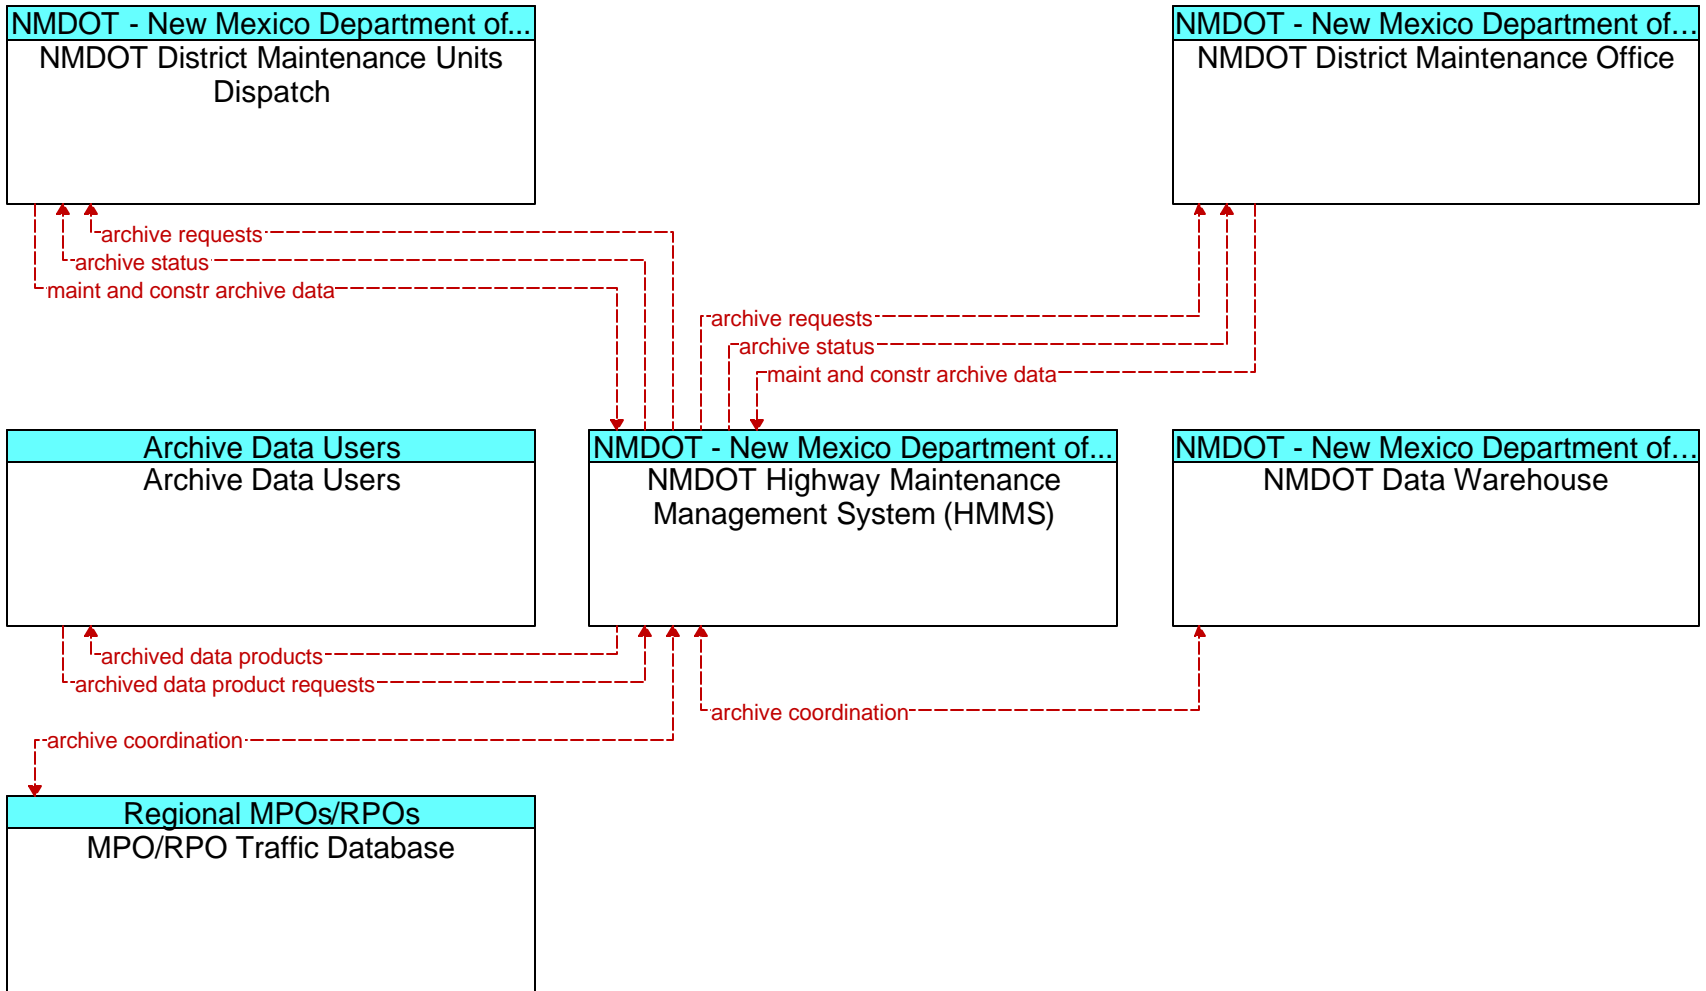 NMDOT - New Mexico Department of...
NMDOT District Maintenance Units
Dispatch
NMDOT - New Mexico Department of...
NMDOT District Maintenance Office
archive requests
archive status
maint and constr archive data
archive requests
archive status
maint and constr archive data
Archive Data Users
Archive Data Users
NMDOT - New Mexico Department of...
NMDOT Highway Maintenance
Management System (HMMS)
NMDOT - New Mexico Department of...
NMDOT Data Warehouse
archived data products
archived data product requests
archive coordination
archive coordination
Regional MPOs/RPOs
MPO/RPO Traffic Database